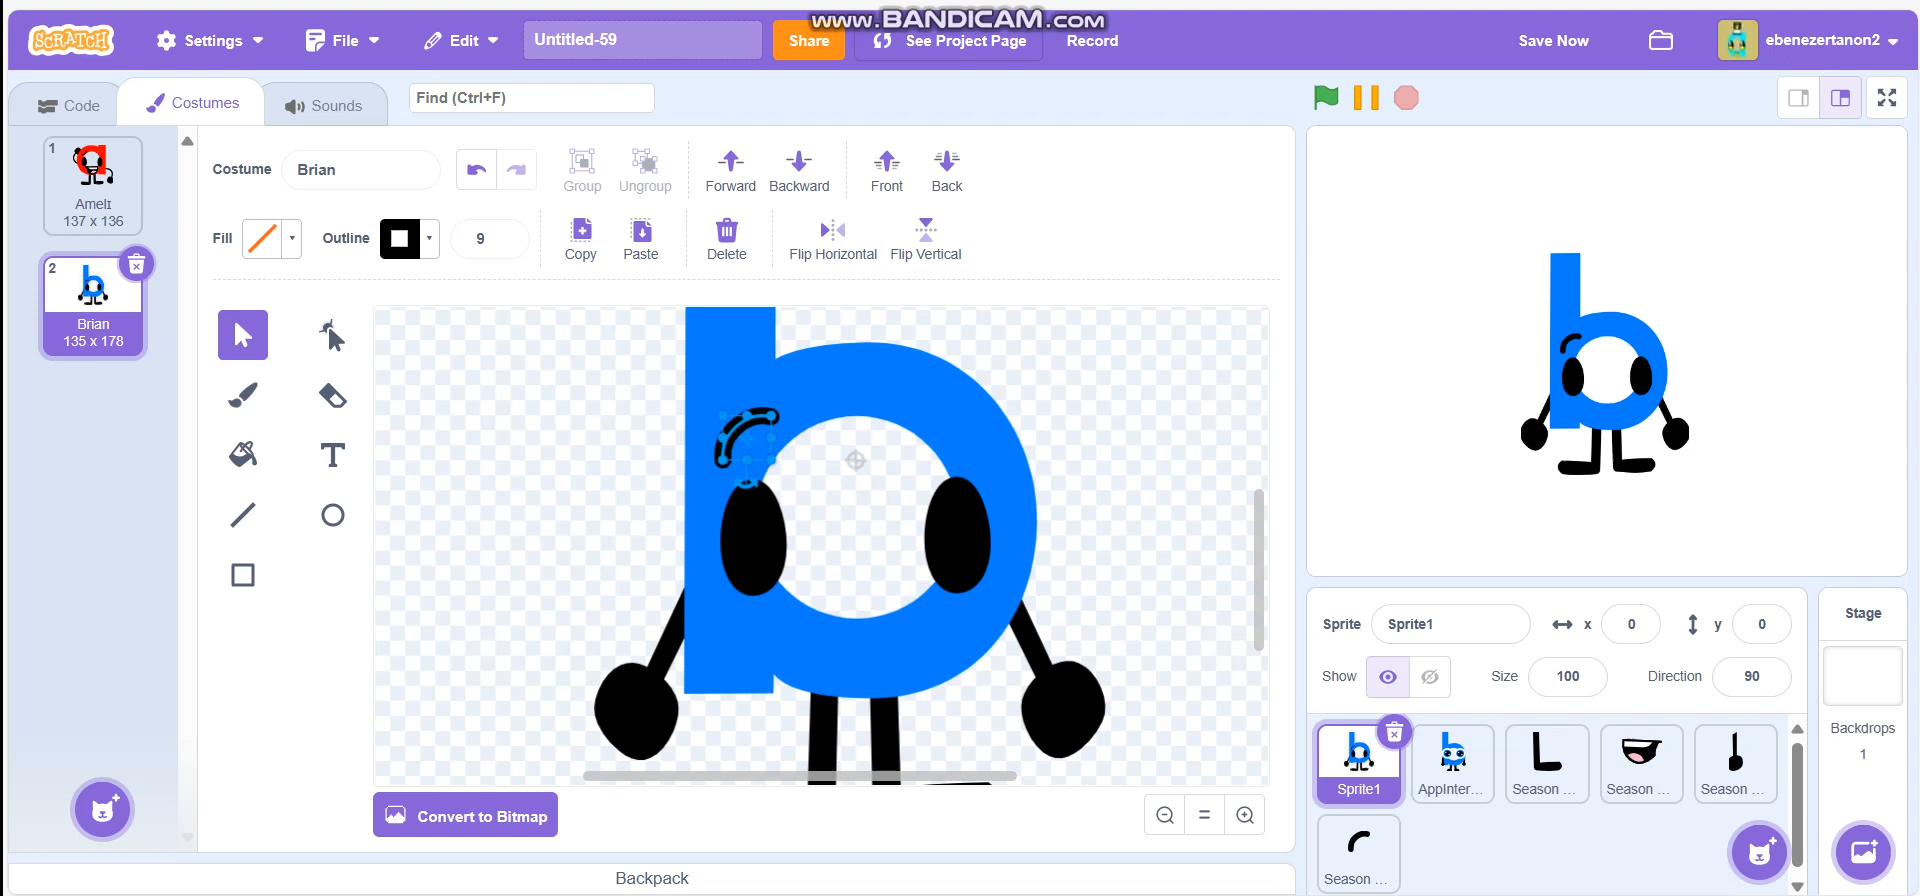 www.BANDICAM.com
SCRATCH Settings File Edit Untitled-59 Share See Project Page Record Save Now ebenezertanon2
Code Costumes Sounds Find (Ctrl+F)
1
Amelɪ
137 x 136
2
Brian
135 x 178
Costume Brian Group Ungroup Forward Backward Front Back
Fill Outline 9 Copy Paste Delete Flip Horizontal Flip Vertical
T
Convert to Bitmap
Backpack
Sprite Sprite1 x 0 y 0
Show Size 100 Direction 90
Sprite1 AppInter... Season ... Season ... Season ...
Season ...
Stage
Backdrops
1